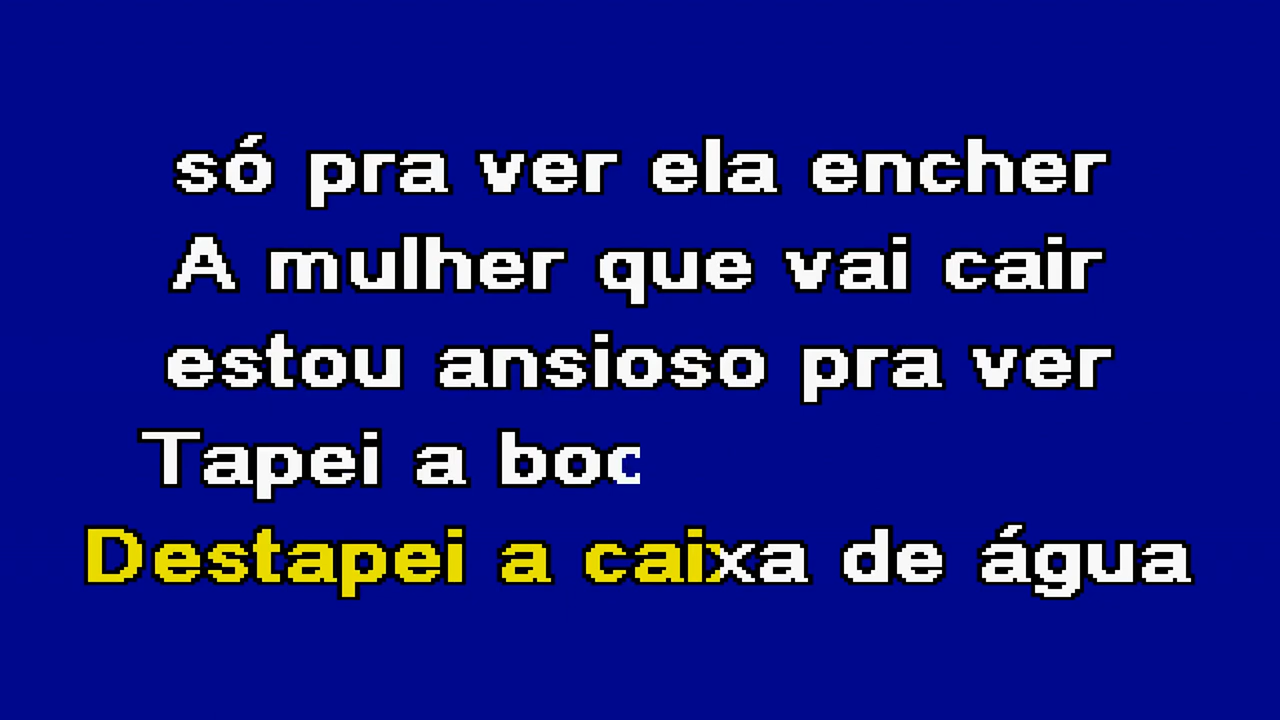 só pra ver ela encher
A mulher que vai cair
estou ansioso pra ver
Tapei a boc
Destapei a caixa de água